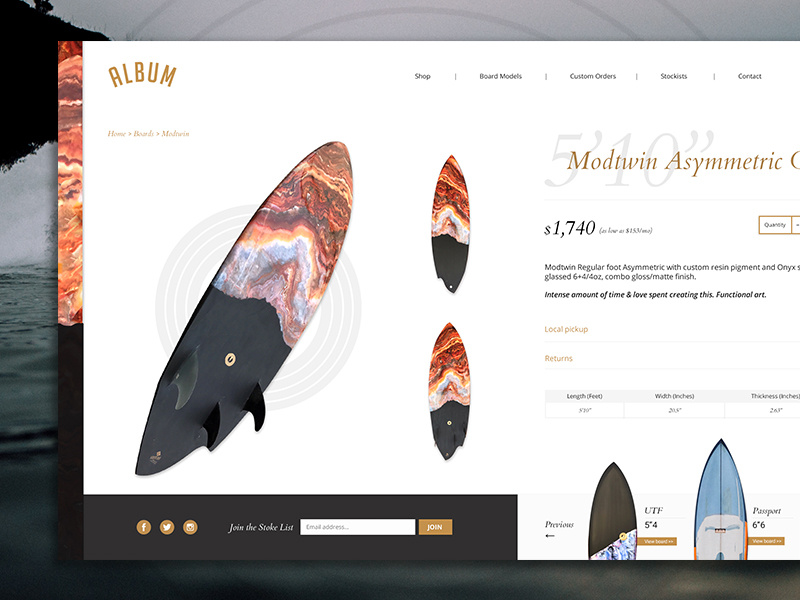 ALBUM
Shop | Board Models | Custom Orders | Stockists | Contact
Home > Boards > Modtwin
5'10"
Modtwin Asymmetric
$1,740 (as low as $153/mo)
Quantity
Modtwin Regular foot Asymmetric with custom resin pigment and Onyx s
glassed 6+4/4oz, combo gloss/matte finish.
Intense amount of time & love spent creating this. Functional art.
Local pickup
Returns
Length (Feet) Width (Inches) Thickness (Inches)
5'10" 20.5" 2.63"
Join the Stoke List Email address... JOIN
Previous
UTF
5"4
View board >>
Passport
6"6
View board >>